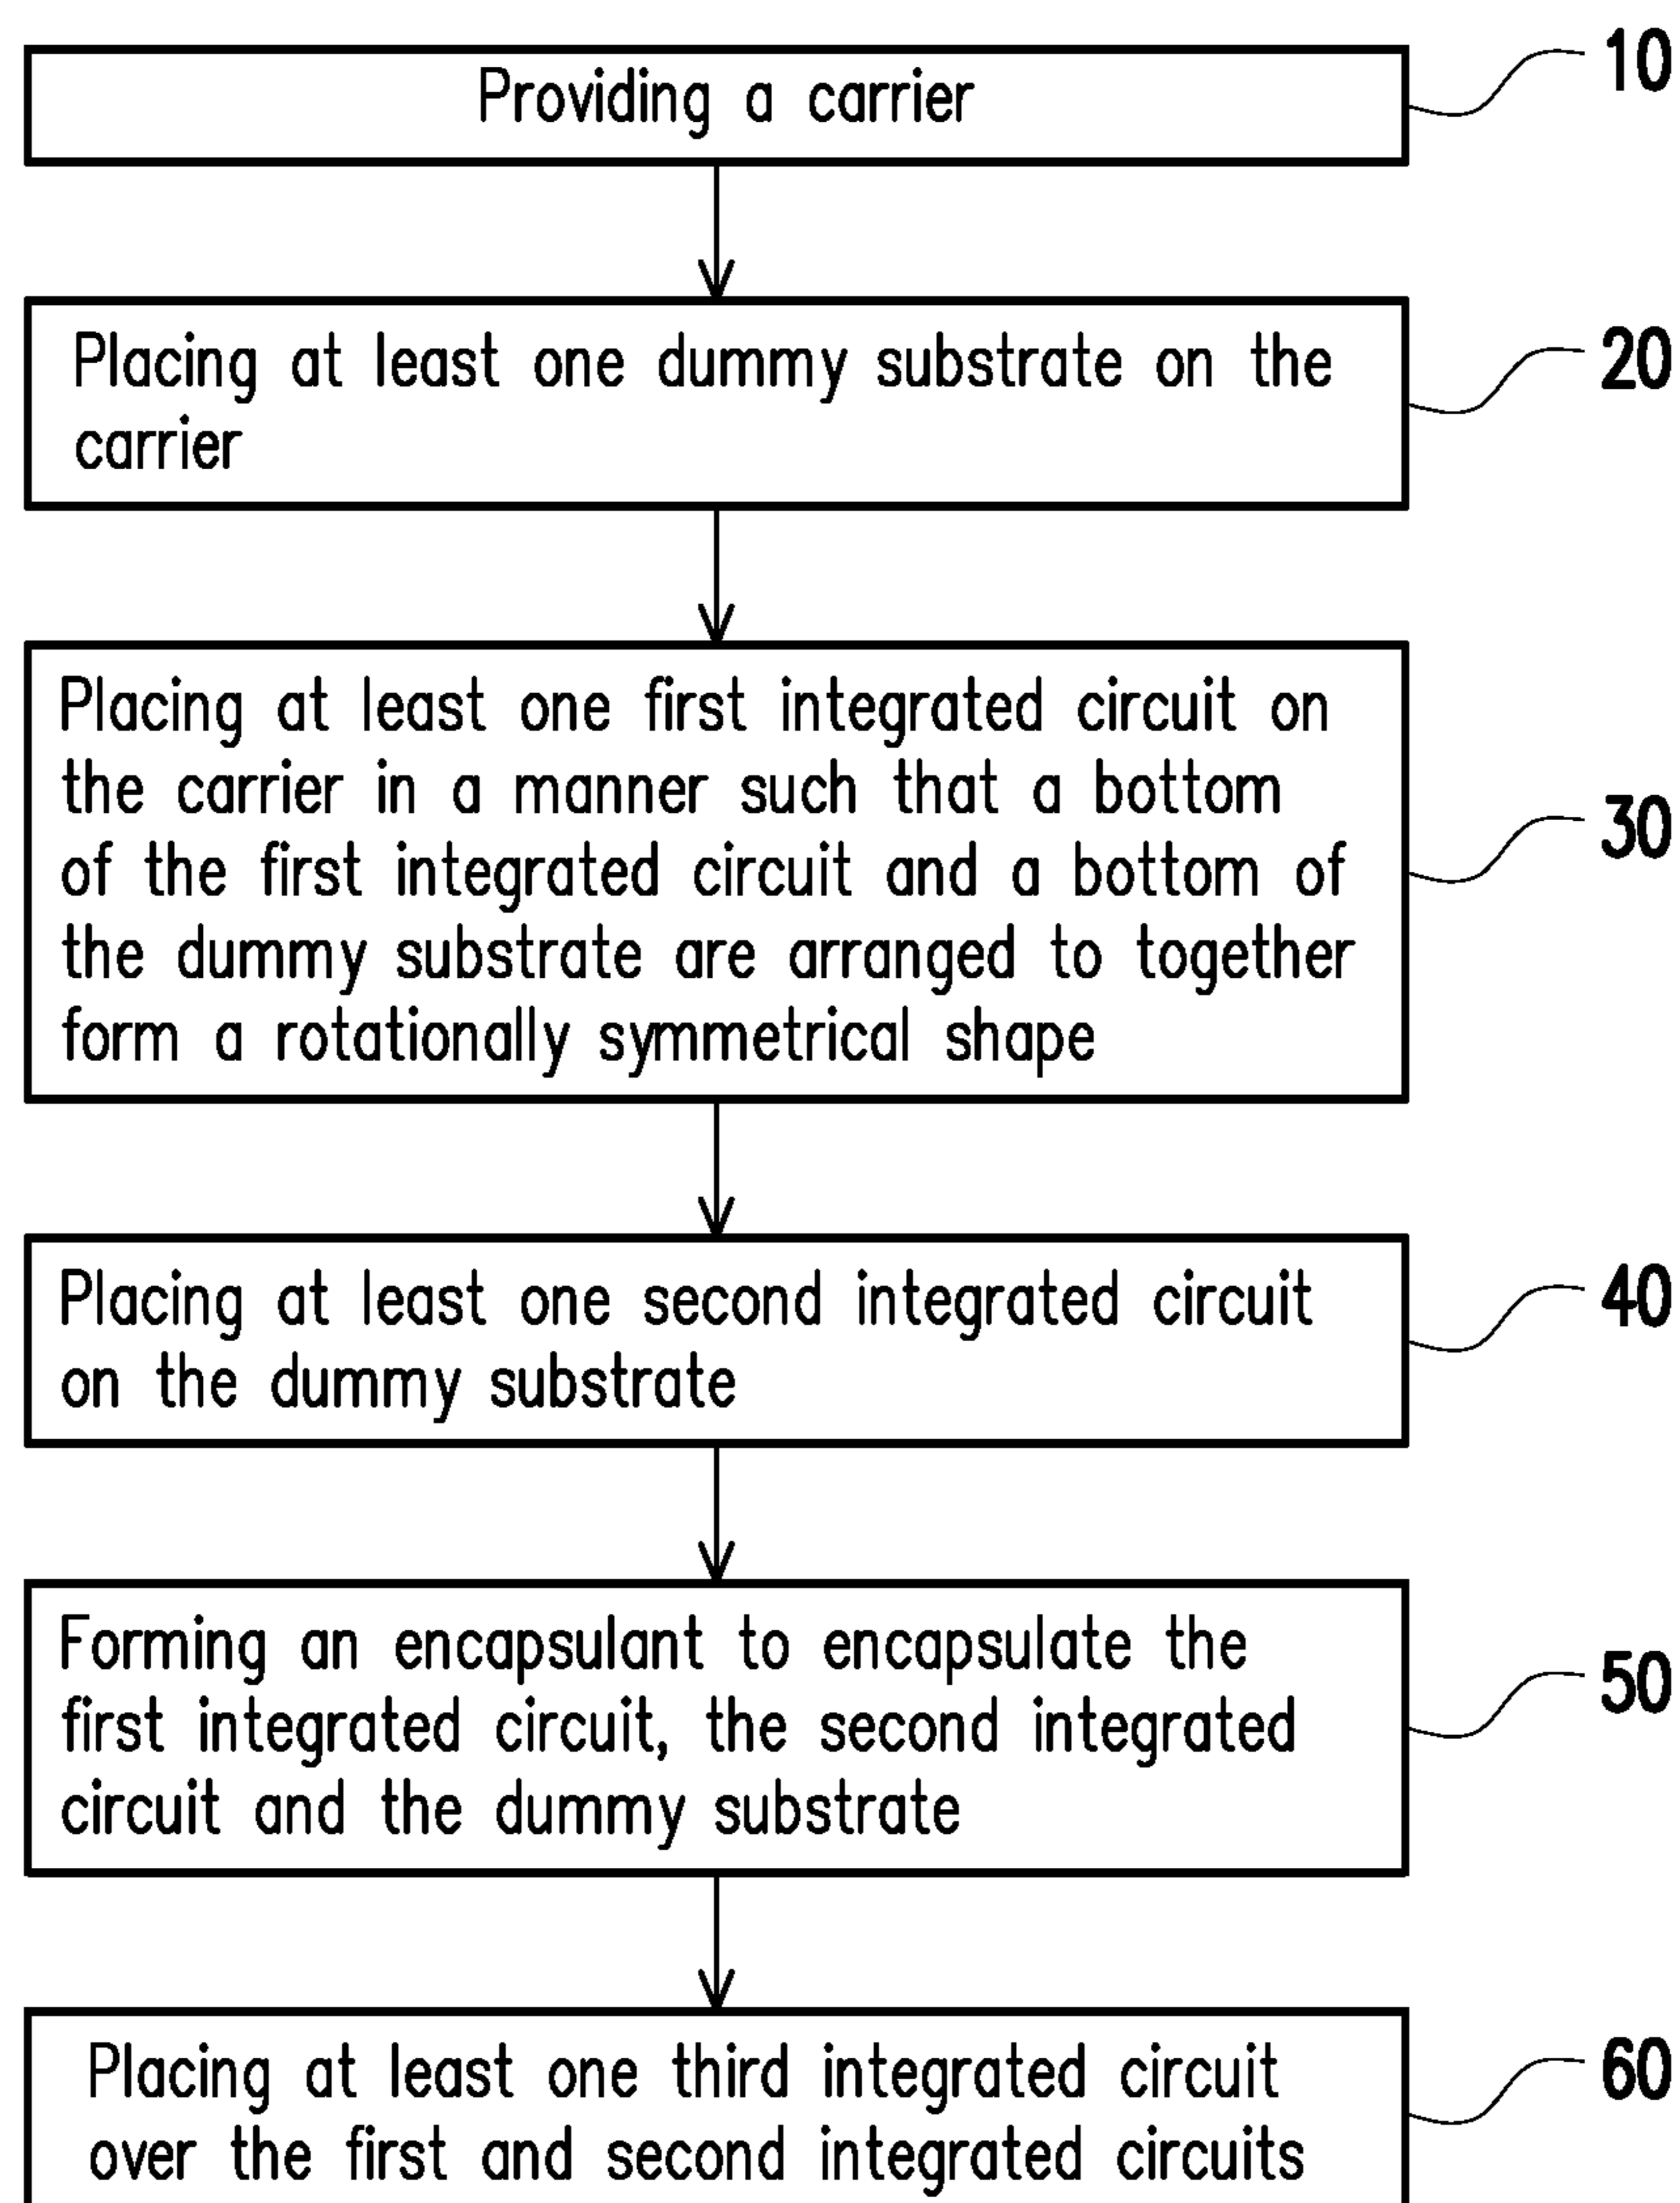 Providing a carrier
10
Placing at least one dummy substrate on the
carrier
20
Placing at least one first integrated circuit on
the carrier in a manner such that a bottom
of the first integrated circuit and a bottom of
the dummy substrate are arranged to together
form a rotationally symmetrical shape
30
Placing at least one second integrated circuit
on the dummy substrate
40
Forming an encapsulant to encapsulate the
first integrated circuit, the second integrated
circuit and the dummy substrate
50
Placing at least one third integrated circuit
over the first and second integrated circuits
60